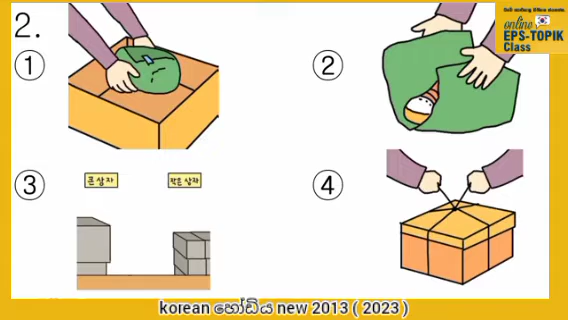 2.
①
②
③
④
큰상자
작은상자
online
EPS-TOPIK
Class
korean හෝඩිය new 2013 ( 2023 )